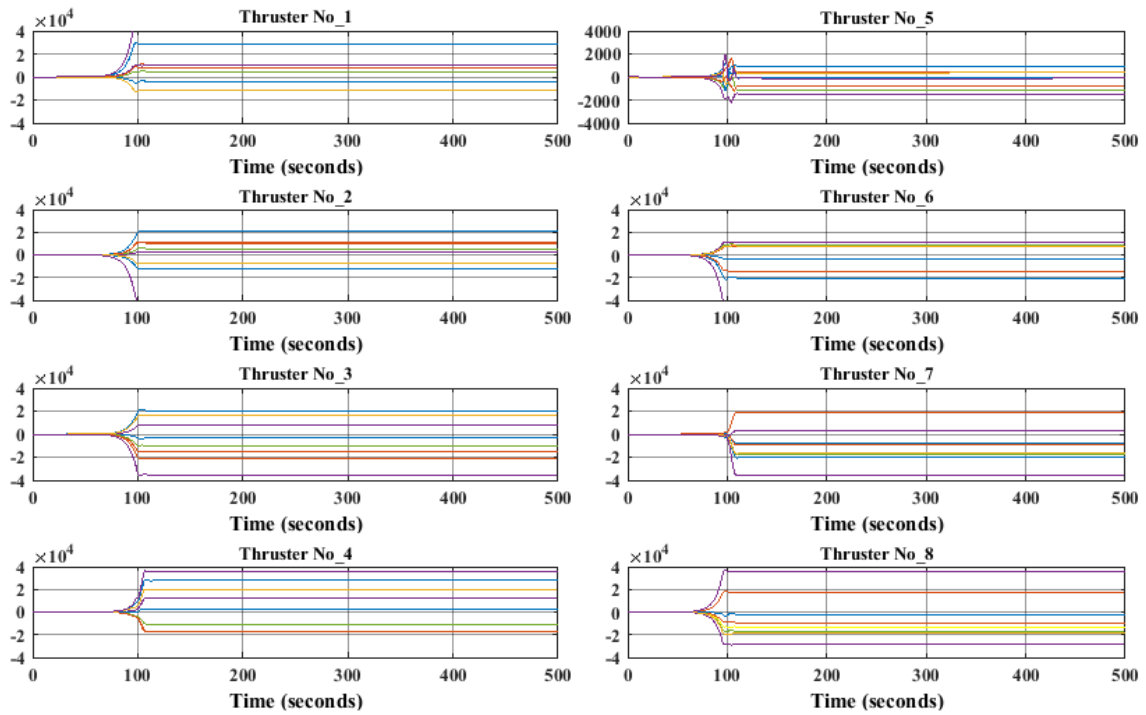 Thruster No_1
×10⁴
4
2
0
-2
-4
0 100 200 300 400 500
Time (seconds)
Thruster No_5
4000
2000
0
-2000
-4000
0 100 200 300 400 500
Time (seconds)
Thruster No_2
×10⁴
4
2
0
-2
-4
0 100 200 300 400 500
Time (seconds)
Thruster No_6
×10⁴
4
2
0
-2
-4
0 100 200 300 400 500
Time (seconds)
Thruster No_3
×10⁴
4
2
0
-2
-4
0 100 200 300 400 500
Time (seconds)
Thruster No_7
×10⁴
4
2
0
-2
-4
0 100 200 300 400 500
Time (seconds)
Thruster No_4
×10⁴
4
2
0
-2
-4
0 100 200 300 400 500
Time (seconds)
Thruster No_8
×10⁴
4
2
0
-2
-4
0 100 200 300 400 500
Time (seconds)